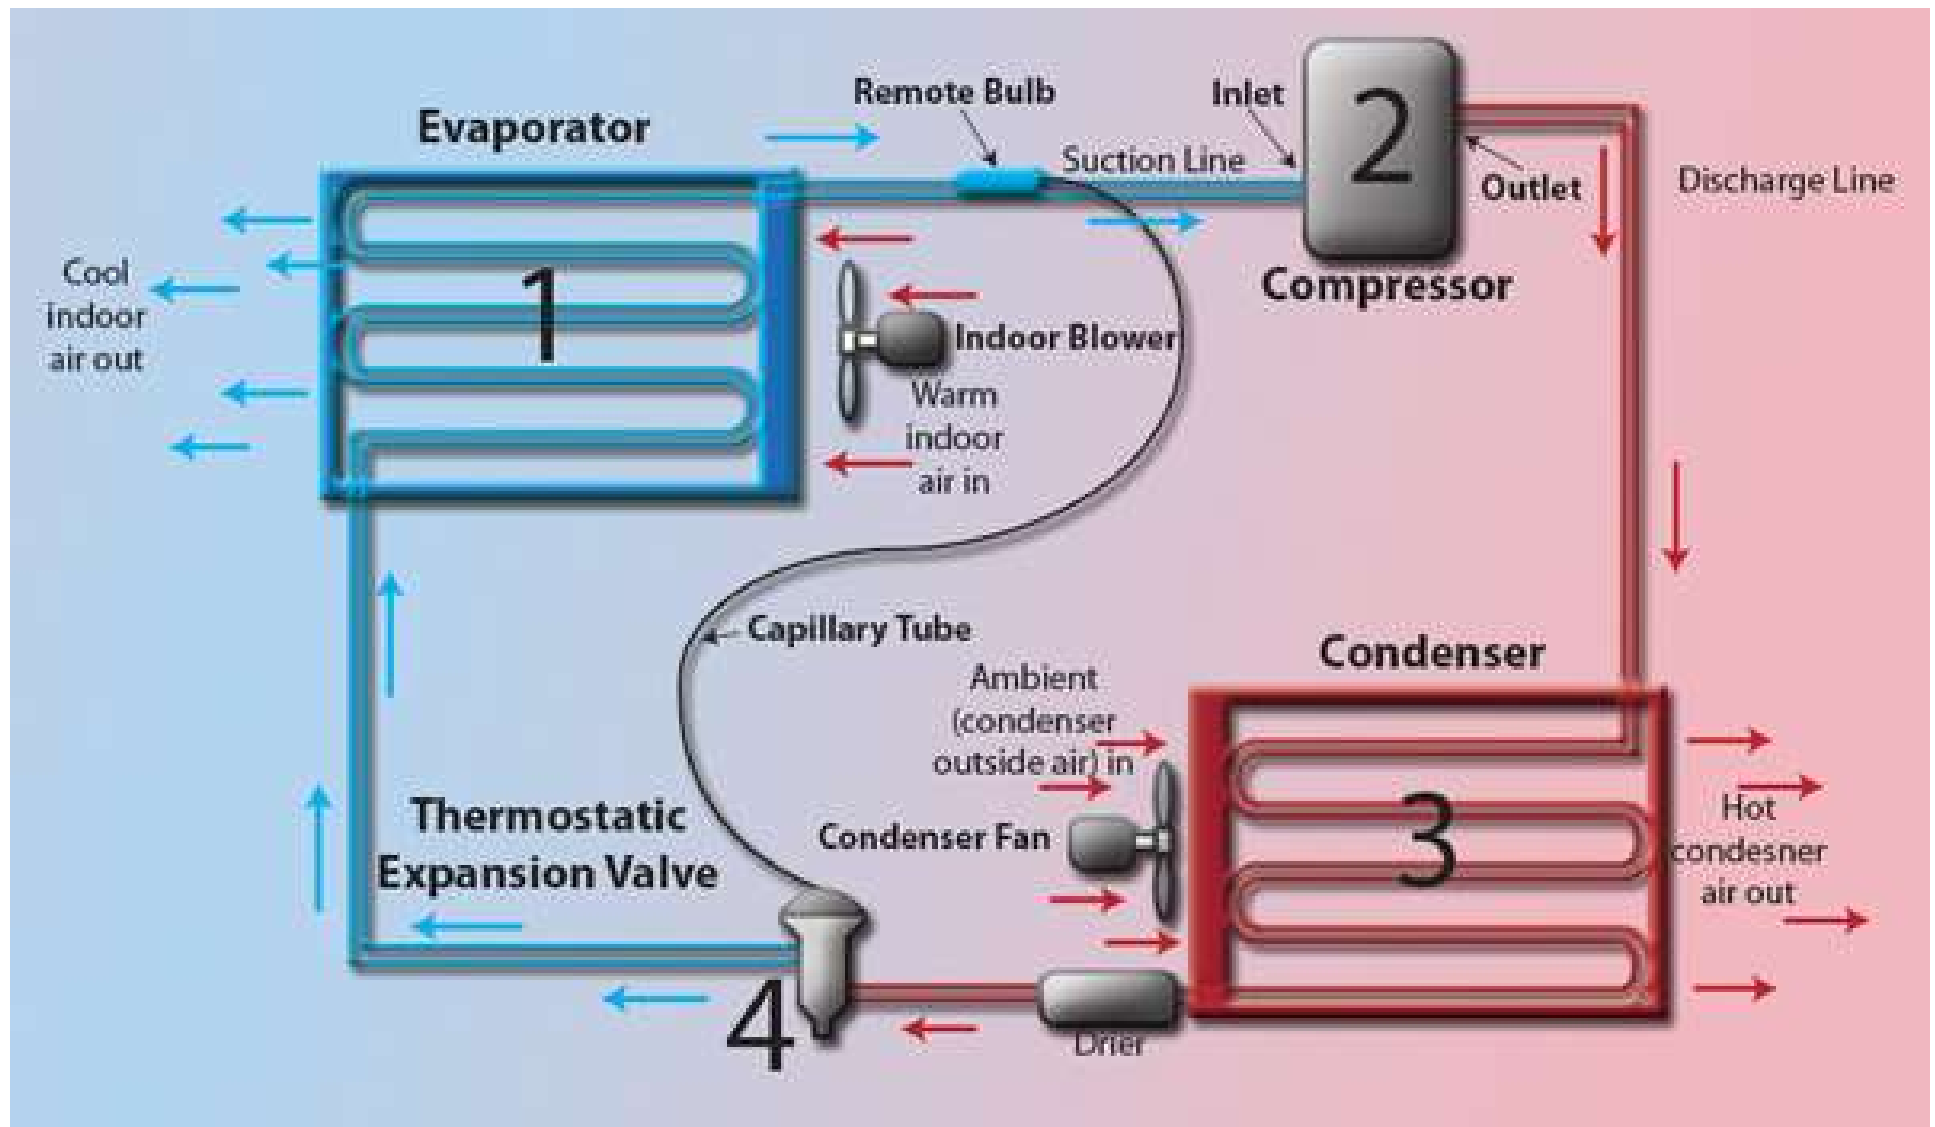 Remote Bulb
Inlet
2
Evaporator
Suction Line
Outlet
Discharge Line
Compressor
Cool
indoor
air out
1
Indoor Blower
Warm
indoor
air in
Capillary Tube
Condenser
Ambient
(condenser
outside air) in
Thermostatic
Expansion Valve
Condenser Fan
3
Hot
condesner
air out
4
Drier